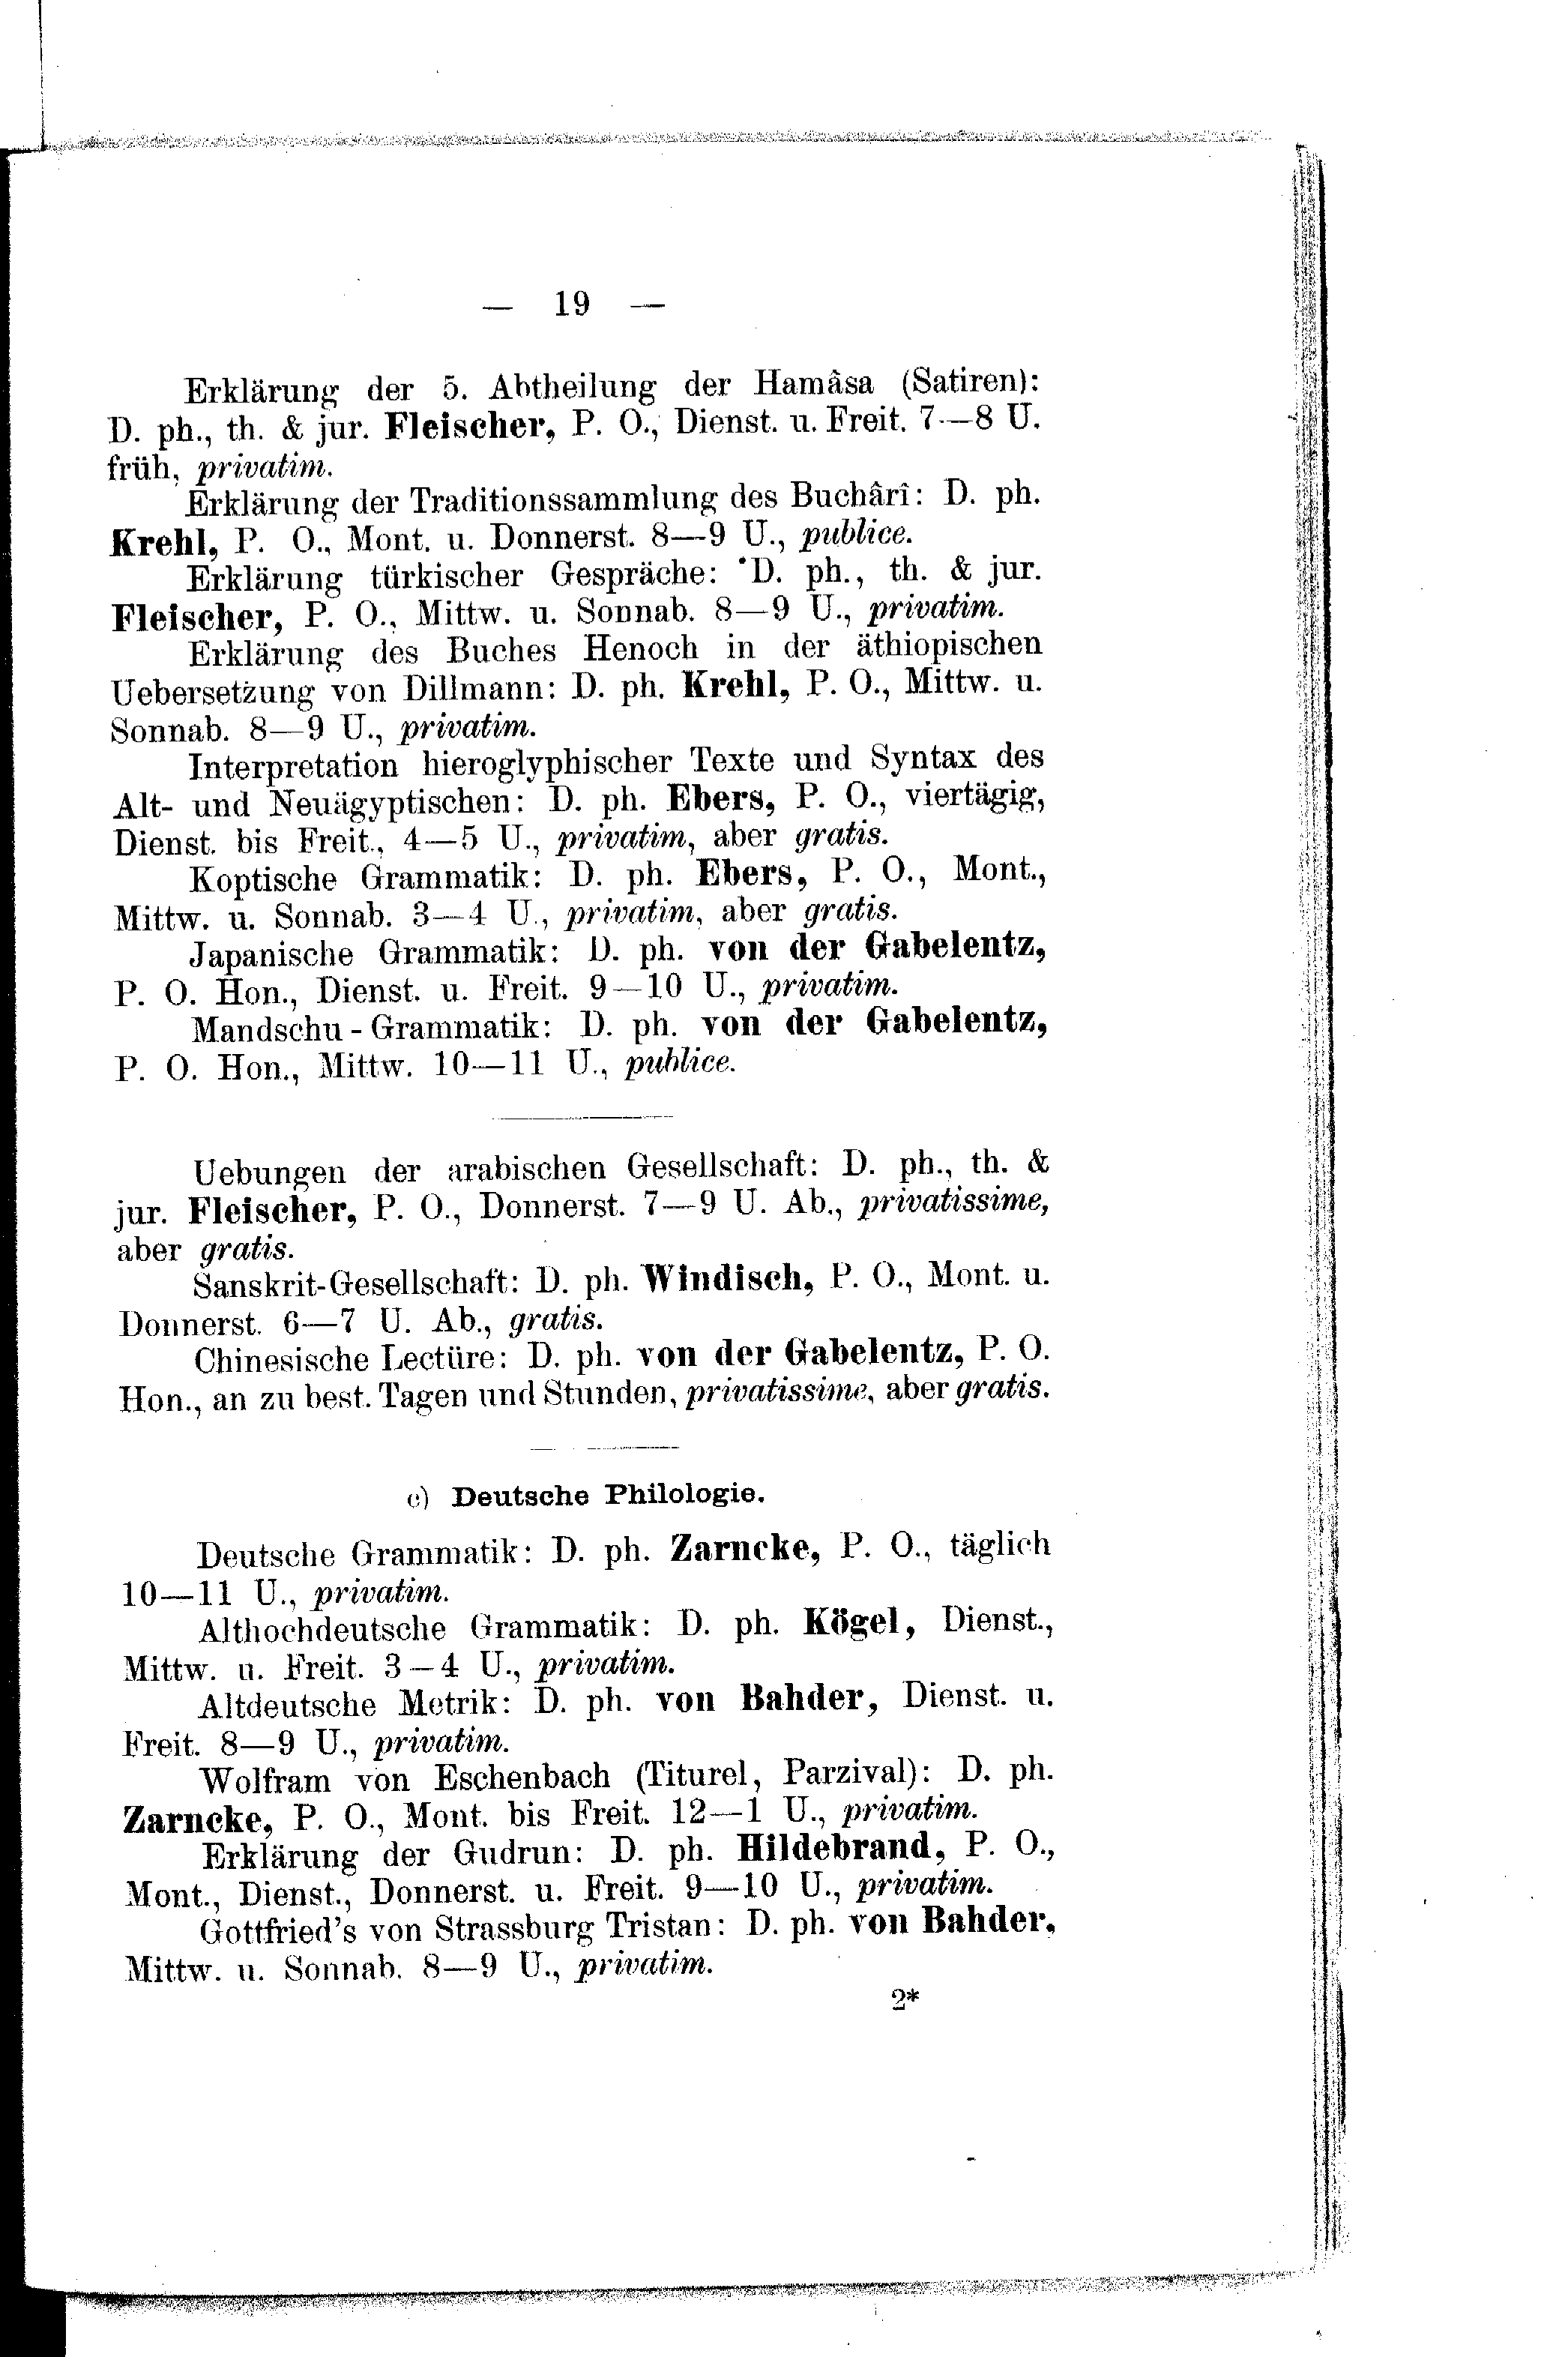 — 19 —
Erklärung der 5. Abtheilung der Hamâsa (Satiren):
D. ph., th. & jur. Fleischer, P. O., Dienst. u. Freit. 7—8 U.
früh, privatim.
Erklärung der Traditionssammlung des Buchârî: D. ph.
Krehl, P. O., Mont. u. Donnerst. 8—9 U., publice.
Erklärung türkischer Gespräche: D. ph., th. & jur.
Fleischer, P. O., Mittw. u. Sonnab. 8—9 U., privatim.
Erklärung des Buches Henoch in der äthiopischen
Uebersetzung von Dillmann: D. ph. Krehl, P. O., Mittw. u.
Sonnab. 8—9 U., privatim.
Interpretation hieroglyphischer Texte und Syntax des
Alt- und Neuägyptischen: D. ph. Ebers, P. O., viertägig,
Dienst. bis Freit., 4—5 U., privatim, aber gratis.
Koptische Grammatik: D. ph. Ebers, P. O., Mont.,
Mittw. u. Sonnab. 3—4 U., privatim, aber gratis.
Japanische Grammatik: D. ph. von der Gabelentz,
P. O. Hon., Dienst. u. Freit. 9—10 U., privatim.
Mandschu-Grammatik: D. ph. von der Gabelentz,
P. O. Hon., Mittw. 10—11 U., publice.
Uebungen der arabischen Gesellschaft: D. ph., th. &
jur. Fleischer, P. O., Donnerst. 7—9 U. Ab., privatissime,
aber gratis.
Sanskrit-Gesellschaft: D. ph. Windisch, P. O., Mont. u.
Donnerst. 6—7 U. Ab., gratis.
Chinesische Lectüre: D. ph. von der Gabelentz, P. O.
Hon., an zu best. Tagen und Stunden, privatissime, aber gratis.
c) Deutsche Philologie.
Deutsche Grammatik: D. ph. Zarncke, P. O., täglich
10—11 U., privatim.
Althochdeutsche Grammatik: D. ph. Kögel, Dienst.,
Mittw. u. Freit. 3—4 U., privatim.
Altdeutsche Metrik: D. ph. von Bahder, Dienst. u.
Freit. 8—9 U., privatim.
Wolfram von Eschenbach (Titurel, Parzival): D. ph.
Zarncke, P. O., Mont. bis Freit. 12—1 U., privatim.
Erklärung der Gudrun: D. ph. Hildebrand, P. O.,
Mont., Dienst., Donnerst. u. Freit. 9—10 U., privatim.
Gottfried's von Strassburg Tristan: D. ph. von Bahder,
Mittw. u. Sonnab. 8—9 U., privatim.
2*